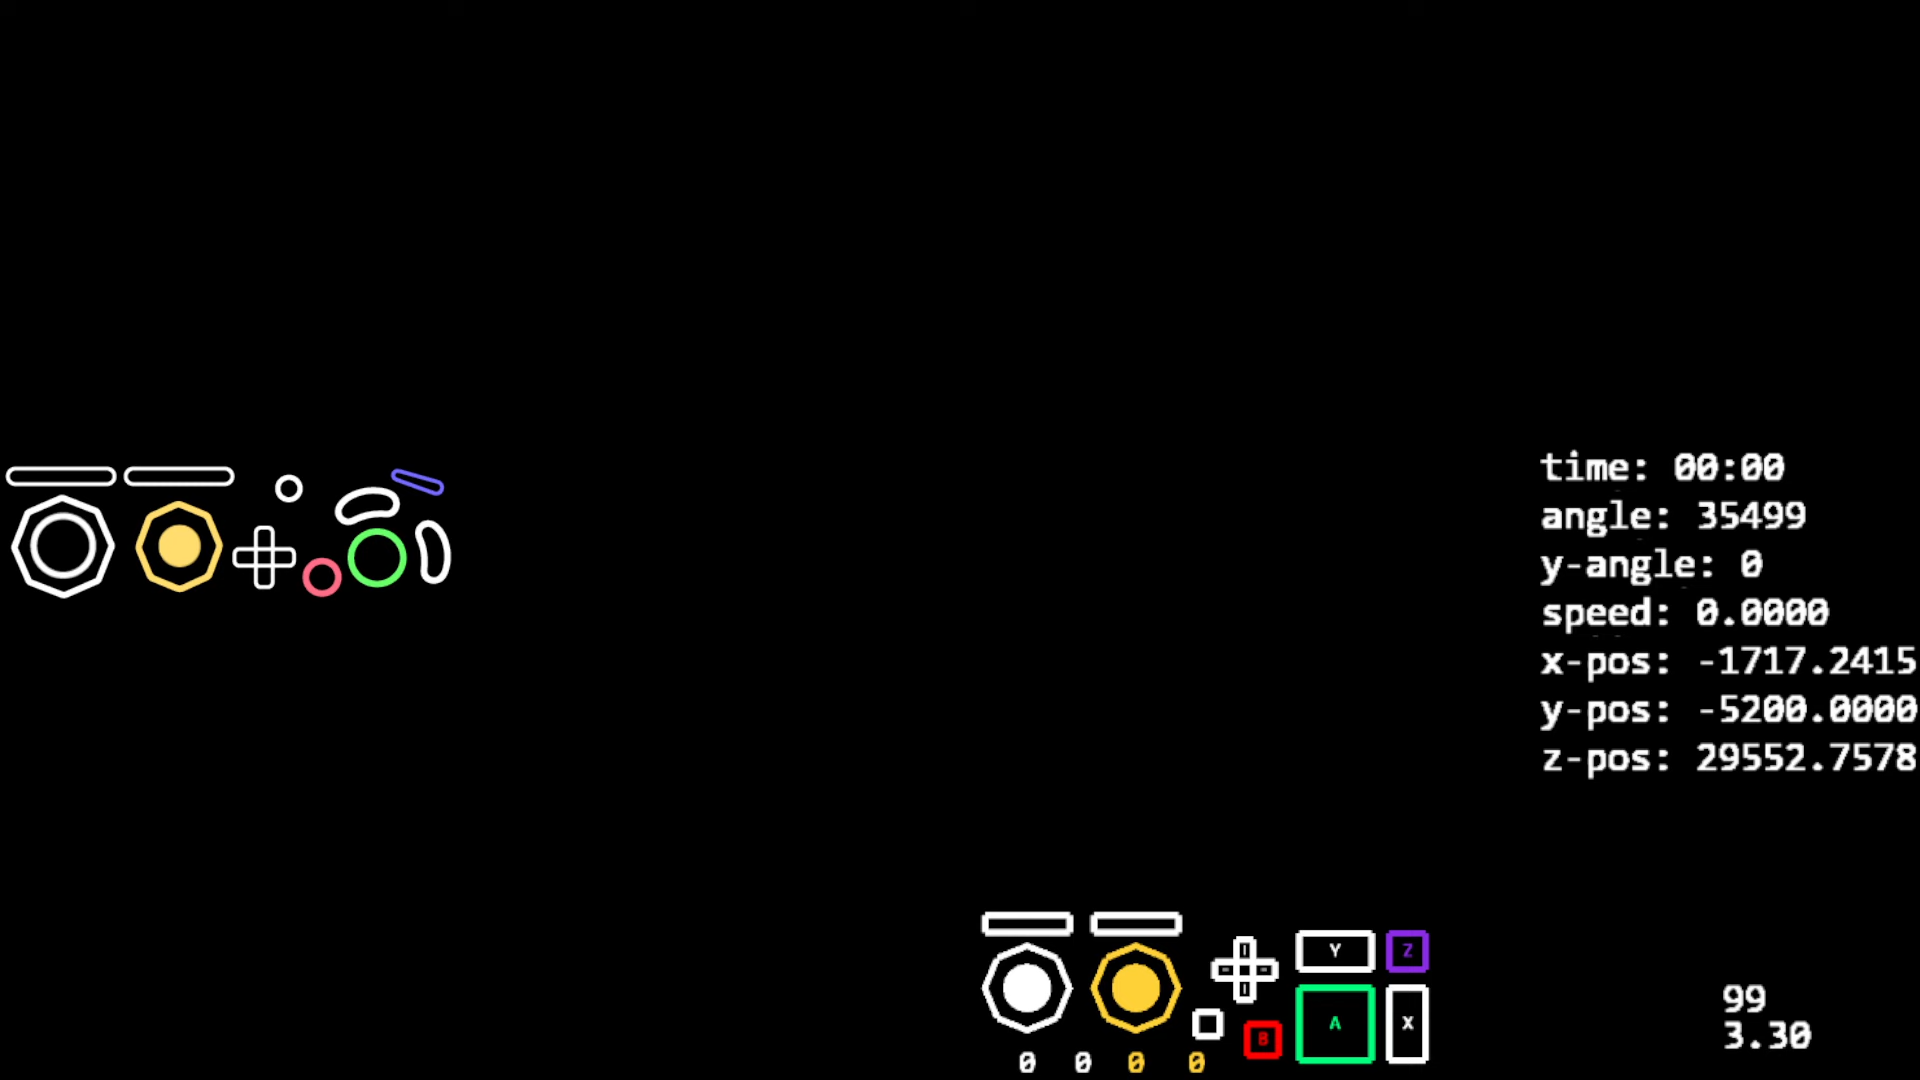 time: 00:00
angle: 35499
y-angle: 0
speed: 0.0000
x-pos: -1717.2415
y-pos: -5200.0000
z-pos: 29552.7578
Y Z
A X
B
0 0 0 0
99
3.30